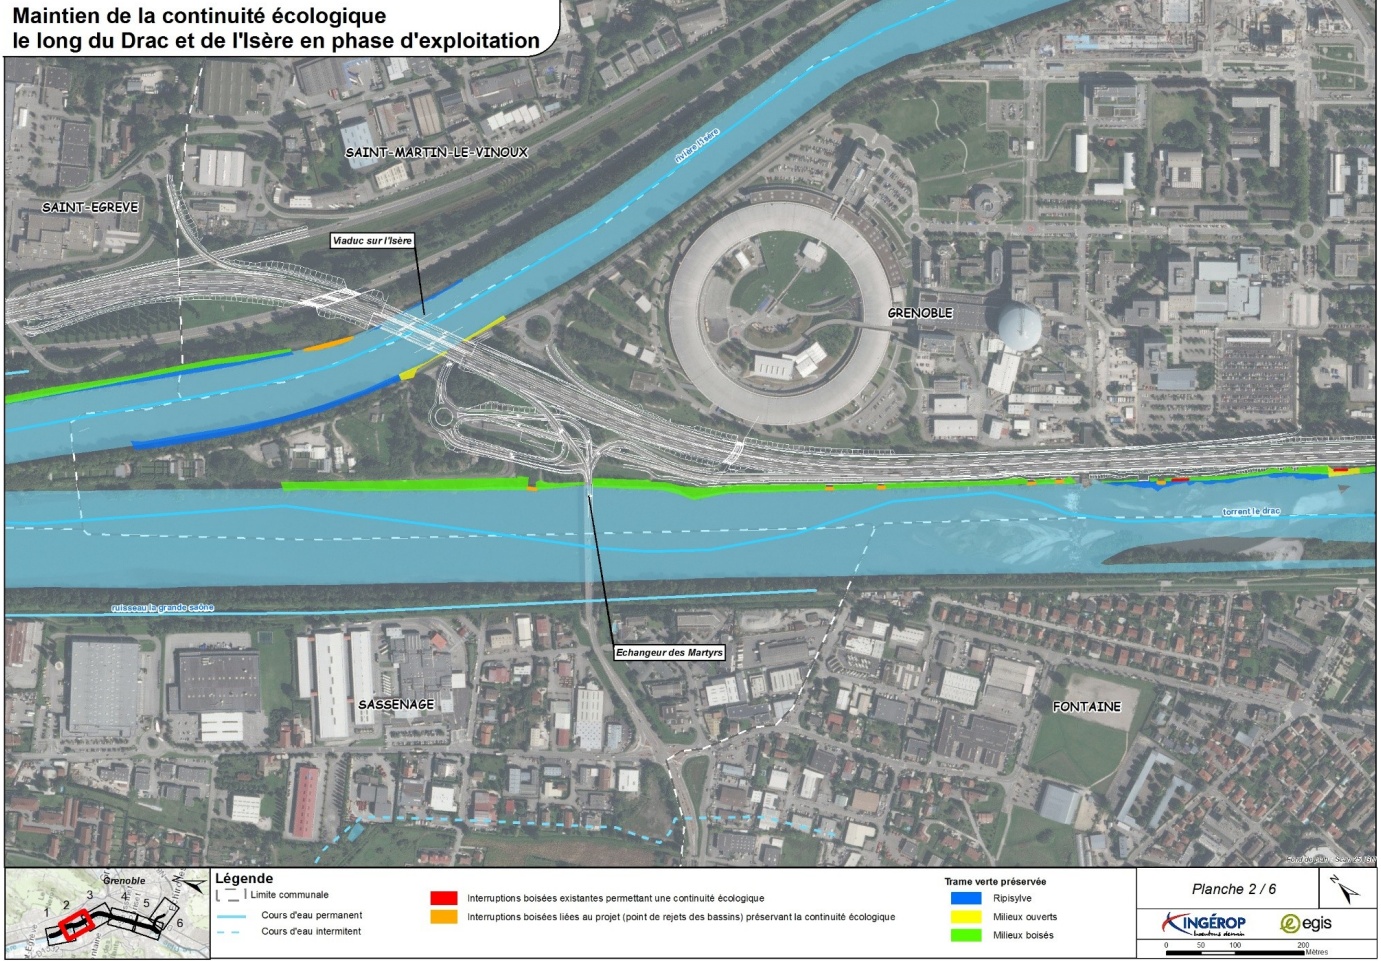 Maintien de la continuité écologique
le long du Drac et de l'Isère en phase d'exploitation
SAINT-MARTIN-LE-VINOUX
rivière l'isère
SAINT-EGREVE
Viaduc sur l'Isère
GRENOBLE
torrent le drac
ruisseau la grande saône
Echangeur des Martyrs
SASSENAGE
FONTAINE
Grenoble
1 2 3 4 5 6
Légende
Limite communale
Cours d'eau permanent
Cours d'eau intermitent
Interruptions boisées existantes permettant une continuité écologique
Interruptions boisées liées au projet (point de rejets des bassins) préservant la continuité écologique
Trame verte préservée
Ripisylve
Milieux ouverts
Milieux boisés
Planche 2 / 6
N
INGÉROP
Inventons demain
egis
0 50 100 200
Mètres